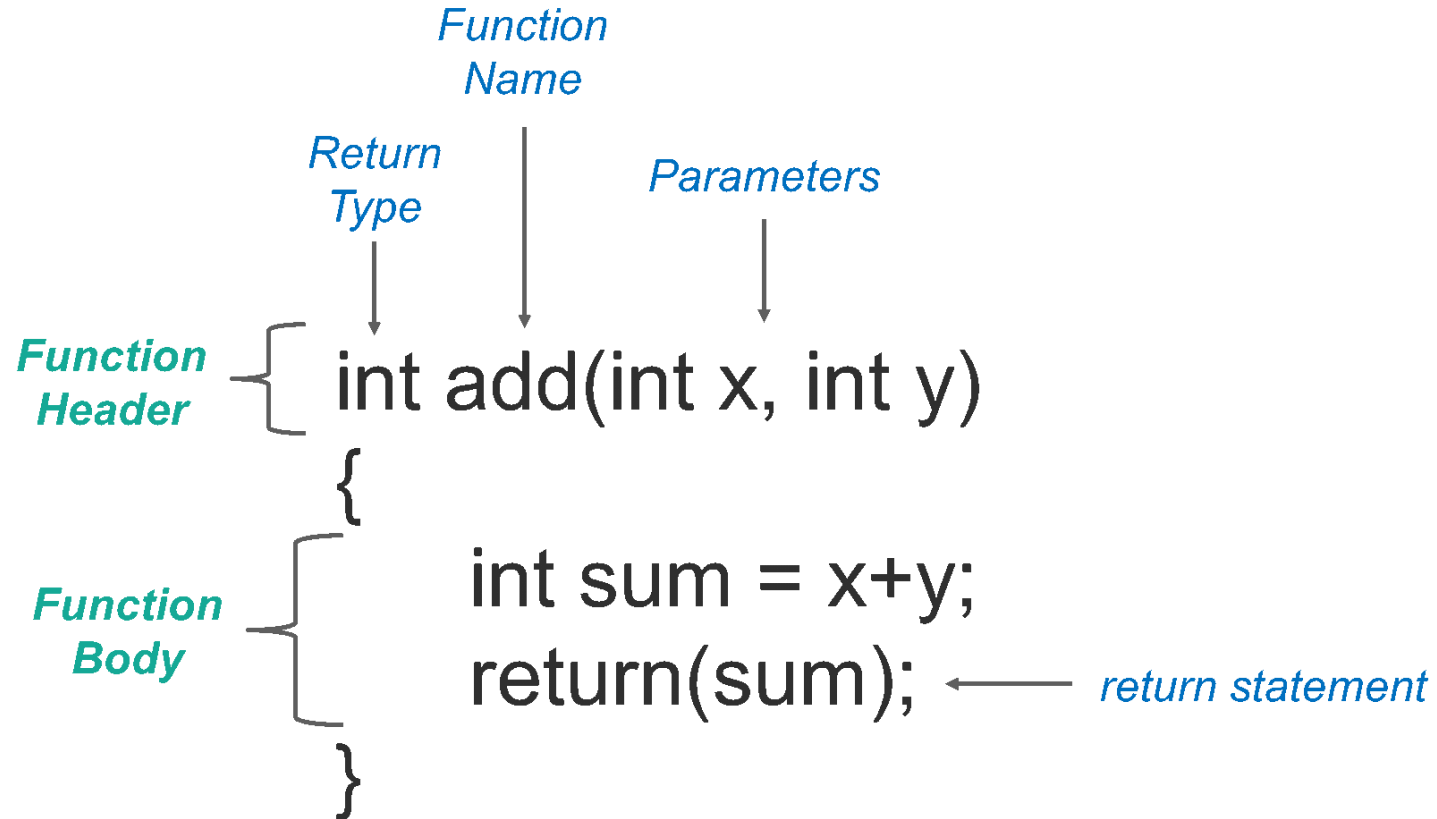 Function
Name
Return
Type
Parameters
Function
Header
int add(int x, int y)
{
Function
Body
int sum = x+y;
return(sum);
return statement
}